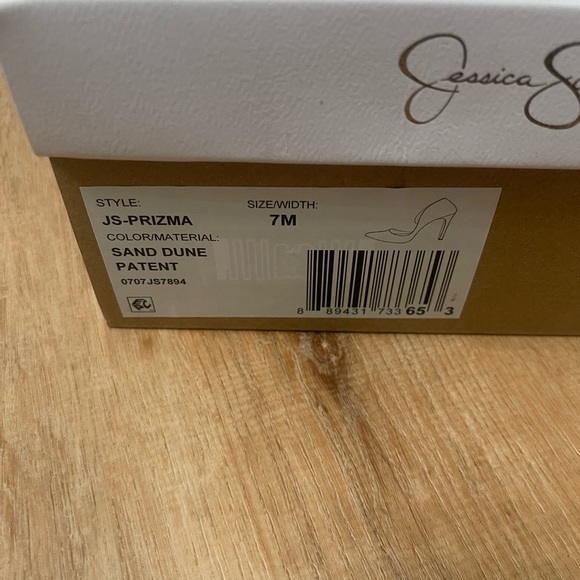 Jessica
STYLE: SIZE/WIDTH:
JS-PRIZMA 7M
COLOR/MATERIAL:
SAND DUNE
PATENT
0707JS7894
8 89431 73365 3